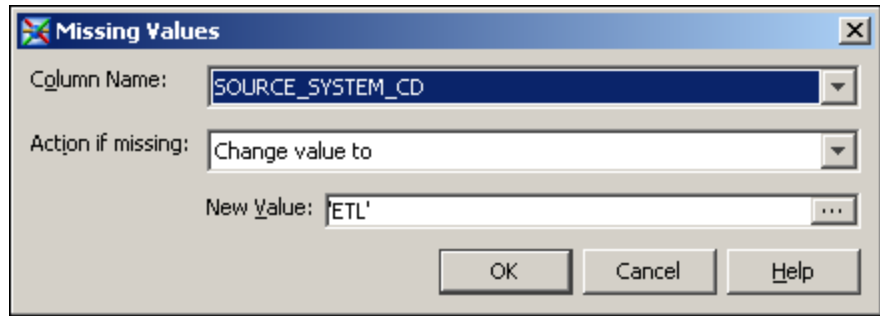 Missing Values
Column Name: SOURCE_SYSTEM_CD
Action if missing: Change value to
New Value: 'ETL' ...
OK Cancel Help